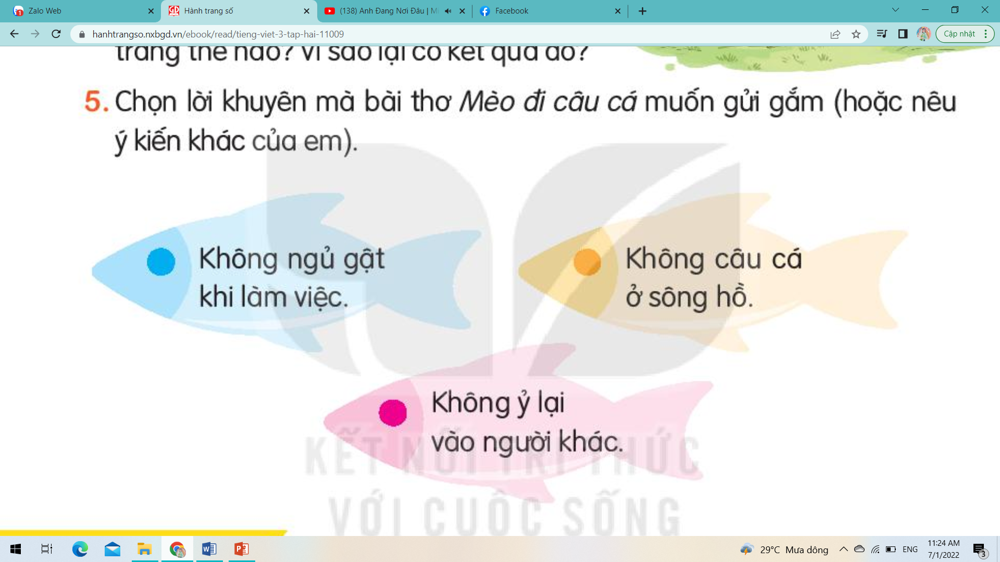 Zalo Web
Hành trang số
(138) Anh Đang Nơi Đâu | Mi
Facebook
hanhtrangso.nxbgd.vn/ebook/read/tieng-viet-3-tap-hai-11009
Cập nhật
trạng thế nào? Vì sao lại có kết quả đó?
5. Chọn lời khuyên mà bài thơ Mèo đi câu cá muốn gửi gắm (hoặc nêu
ý kiến khác của em).
Không ngủ gật
khi làm việc.
Không câu cá
ở sông hồ.
Không ỷ lại
vào người khác.
KẾT NỐI TRI THỨC
VỚI CUỘC SỐNG
29°C Mưa dông
ENG
11:24 AM
7/1/2022
3